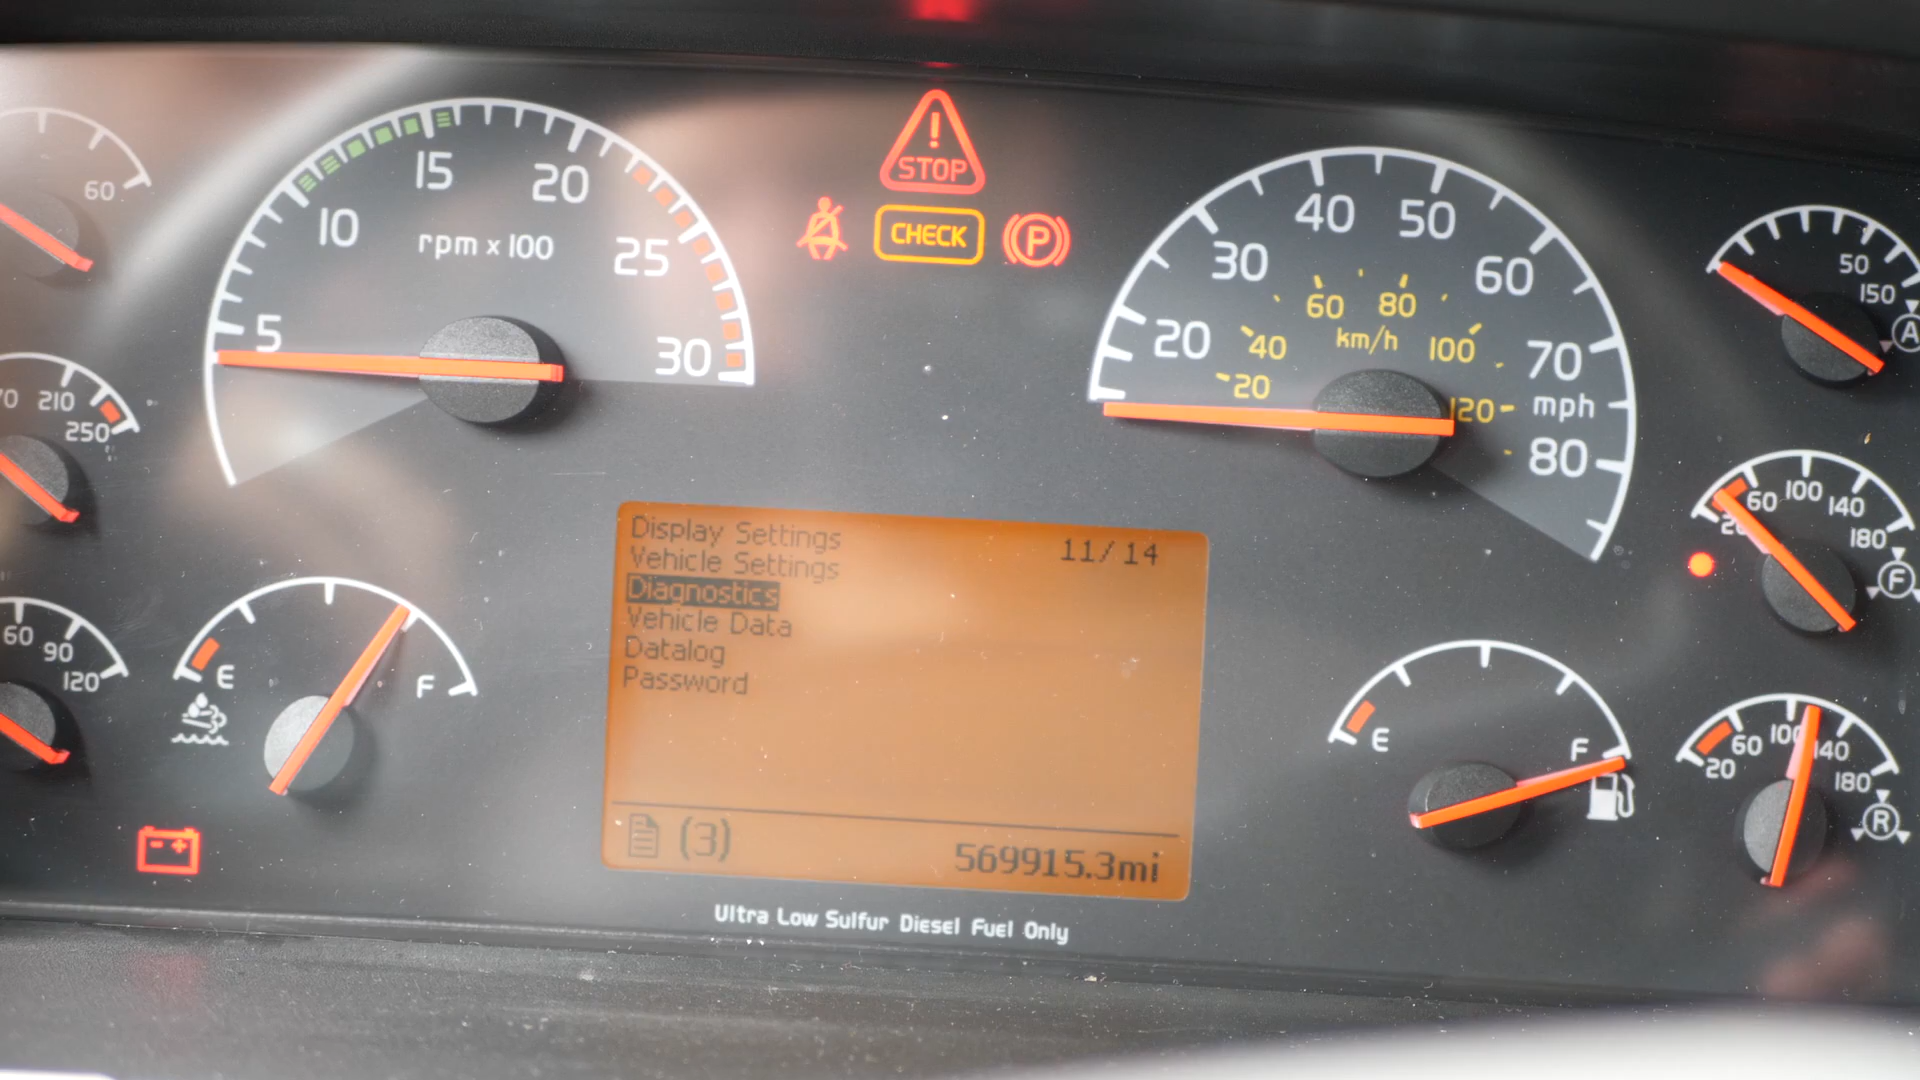 60
5
10
15
20
25
30
rpm x 100
STOP
CHECK
P
20
30
40
50
60
70
80
mph
20
40
60
80
100
120
km/h
50
150
A
210
250
60
100
140
180
F
60
90
120
E
F
Display Settings
11/14
Vehicle Settings
Diagnostics
Vehicle Data
Datalog
Password
(3)
569915.3mi
E
F
20
60
100
140
180
R
Ultra Low Sulfur Diesel Fuel Only